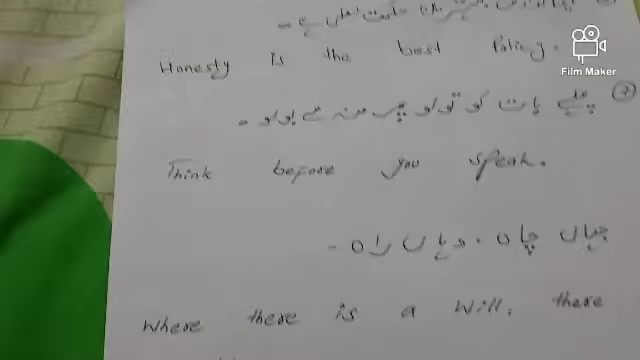 Honesty is the best Policy.
Film Maker
پہلے بات کو تولو پھر منہ سے بولو ۔
Think before you speak.
جہاں چاہ ، وہاں راہ ۔
Where there is a will, there